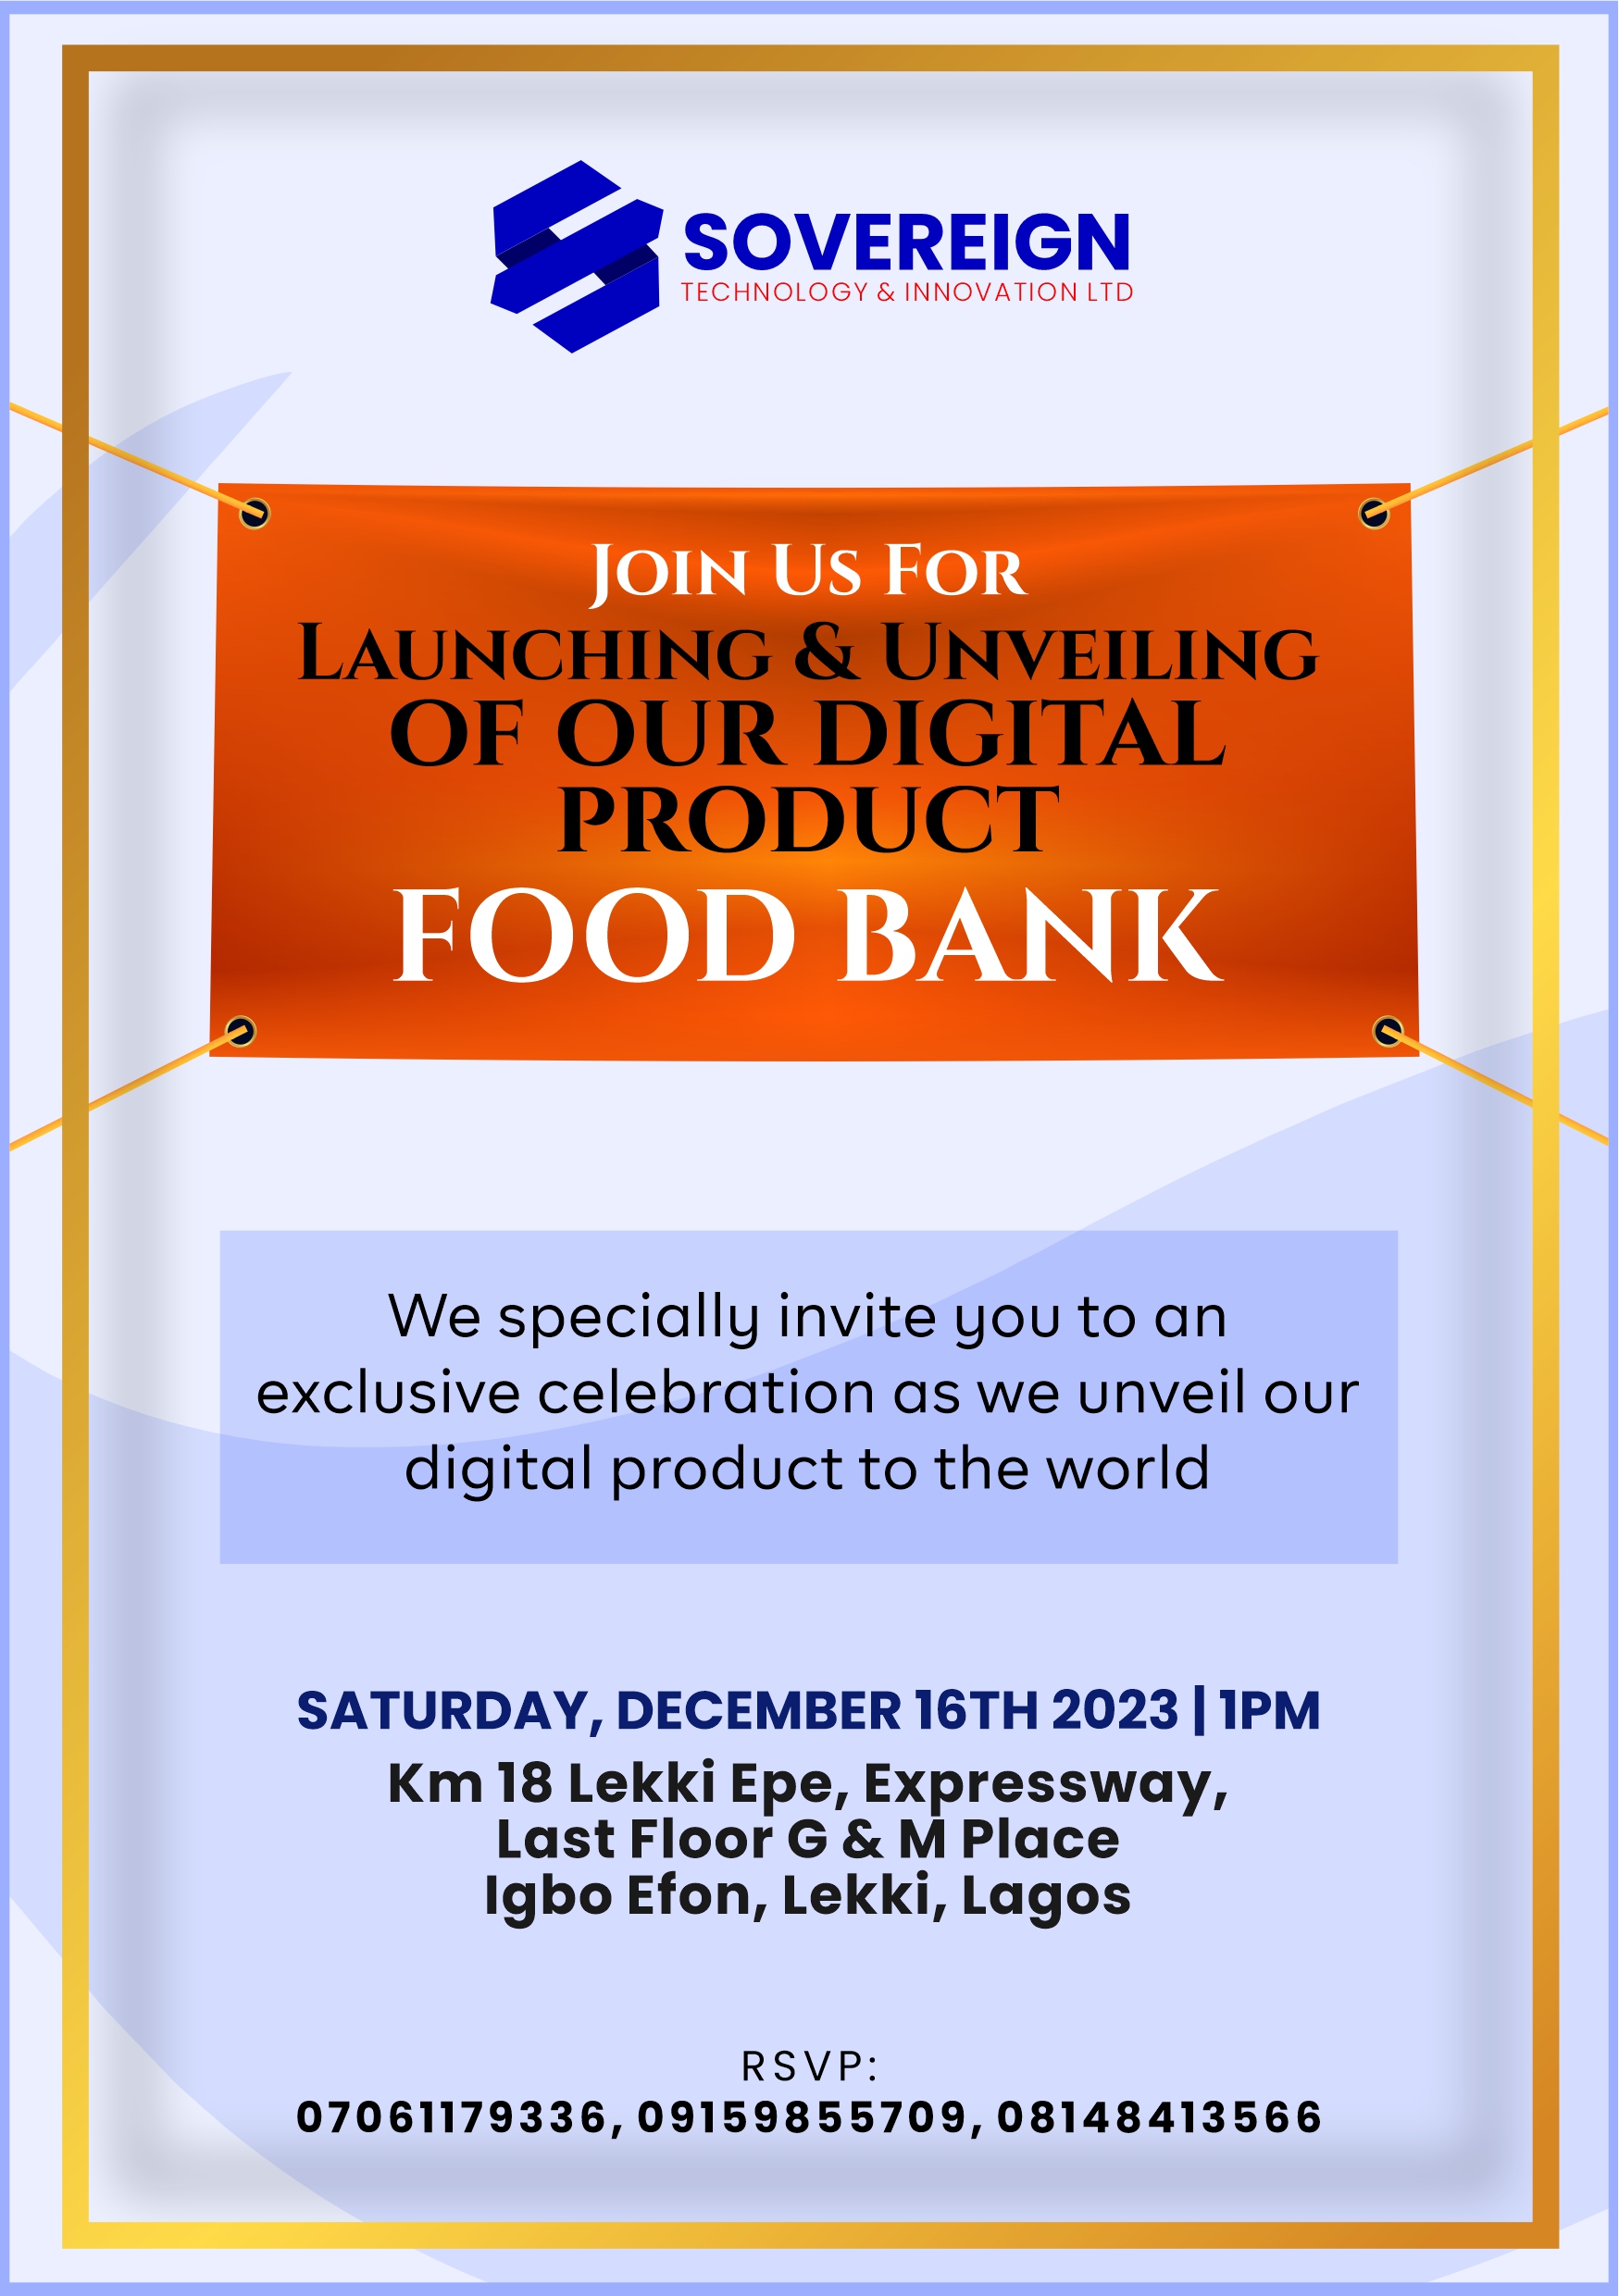 SOVEREIGN
TECHNOLOGY & INNOVATION LTD
Join Us For
Launching & Unveiling
OF OUR DIGITAL
PRODUCT
FOOD BANK
We specially invite you to an
exclusive celebration as we unveil our
digital product to the world
SATURDAY, DECEMBER 16TH 2023 | 1PM
Km 18 Lekki Epe, Expressway,
Last Floor G & M Place
Igbo Efon, Lekki, Lagos
RSVP:
07061179336, 09159855709, 08148413566